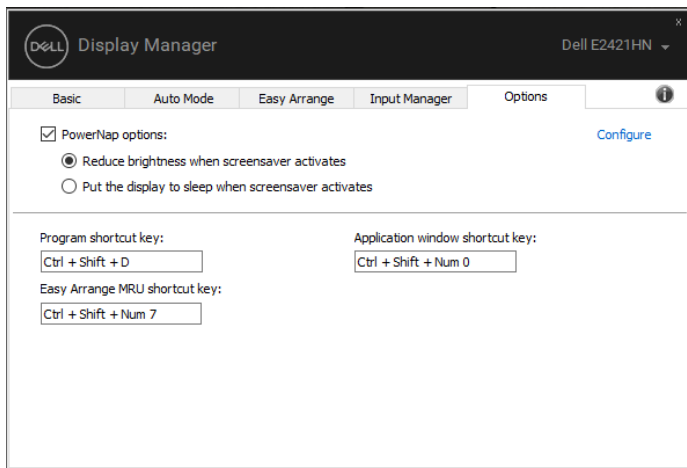 x
DELL Display Manager Dell E2421HN
Basic Auto Mode Easy Arrange Input Manager Options i
PowerNap options: Configure
Reduce brightness when screensaver activates
Put the display to sleep when screensaver activates
Program shortcut key: Application window shortcut key:
Ctrl + Shift + D Ctrl + Shift + Num 0
Easy Arrange MRU shortcut key:
Ctrl + Shift + Num 7